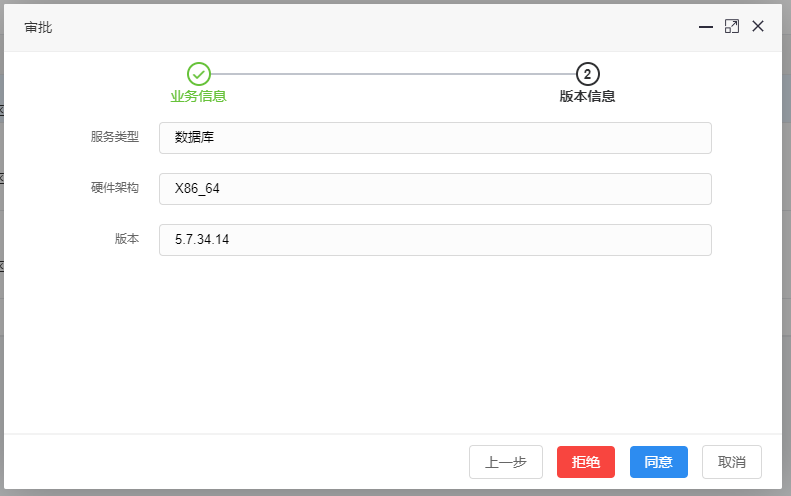 审批
业务信息
2
版本信息
服务类型 数据库
硬件架构 X86_64
版本 5.7.34.14
上一步 拒绝 同意 取消